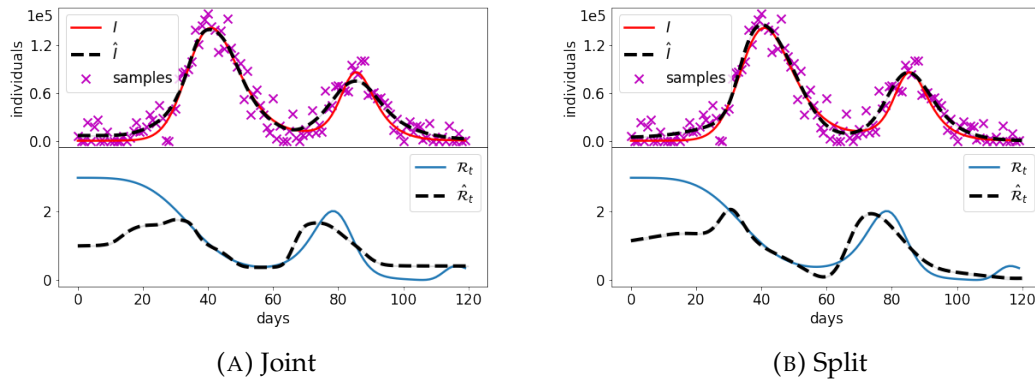 1e5
1.2
0.6
0.0
individuals
I
Î
samples
2
0
ℛₜ
ℛ̂ₜ
0 20 40 60 80 100 120
days
(A) Joint
1e5
1.2
0.6
0.0
individuals
I
Î
samples
2
0
ℛₜ
ℛ̂ₜ
0 20 40 60 80 100 120
days
(B) Split